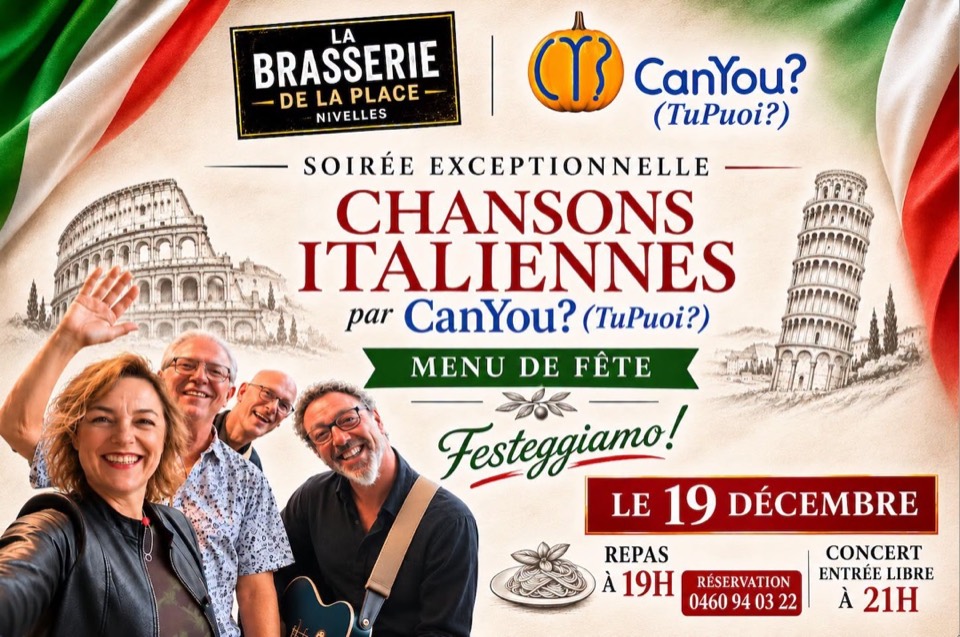 LA
BRASSERIE
DE LA PLACE
NIVELLES
CY?
CanYou?
(TuPuoi?)
SOIRÉE EXCEPTIONNELLE
CHANSONS
ITALIENNES
par CanYou? (TuPuoi?)
MENU DE FÊTE
Festeggiamo!
LE 19 DÉCEMBRE
REPAS
À 19H
RÉSERVATION
0460 94 03 22
CONCERT
ENTRÉE LIBRE
À 21H